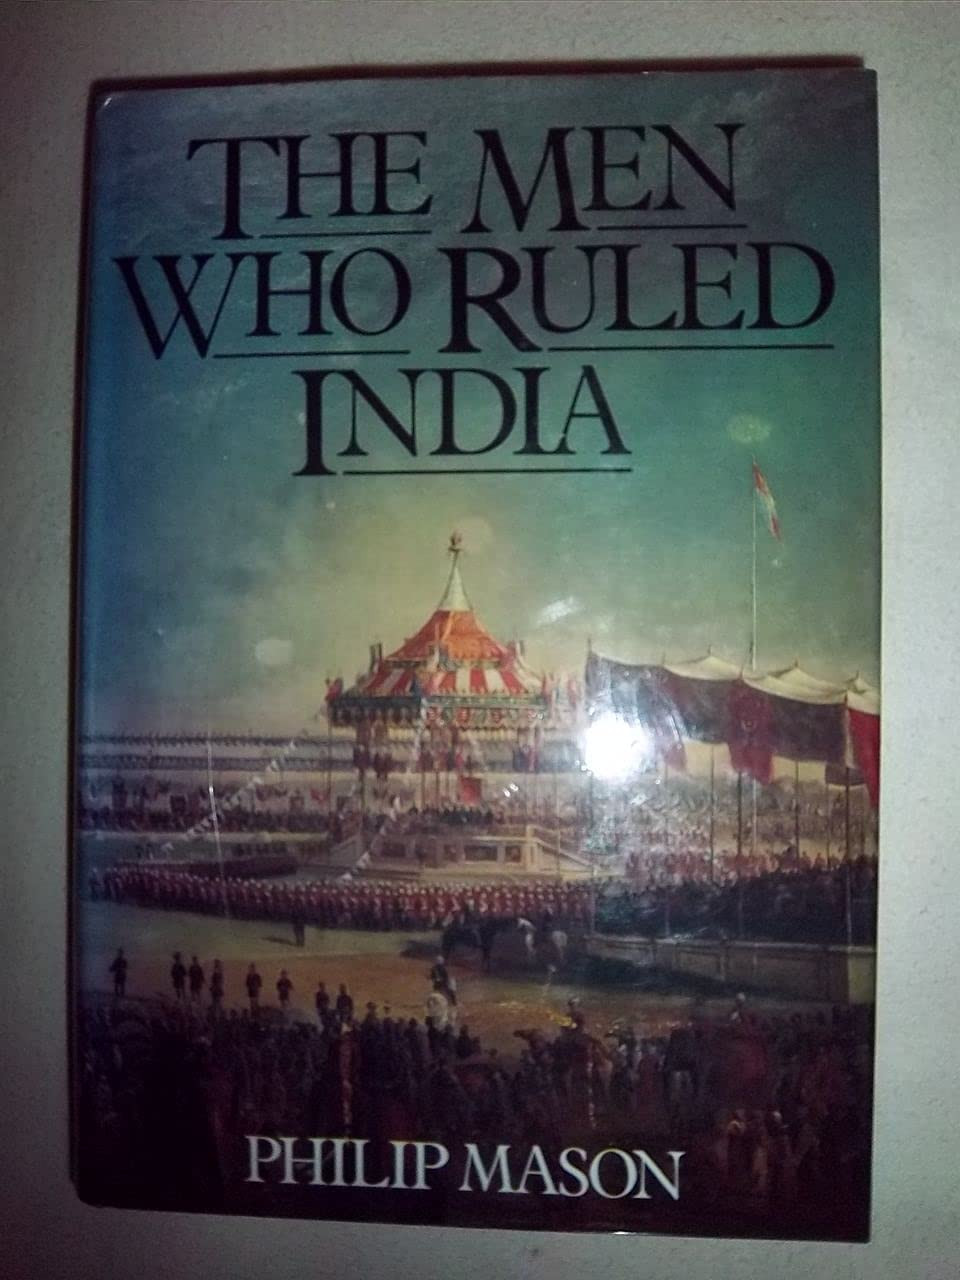 THE MEN
WHO RULED
INDIA
PHILIP MASON